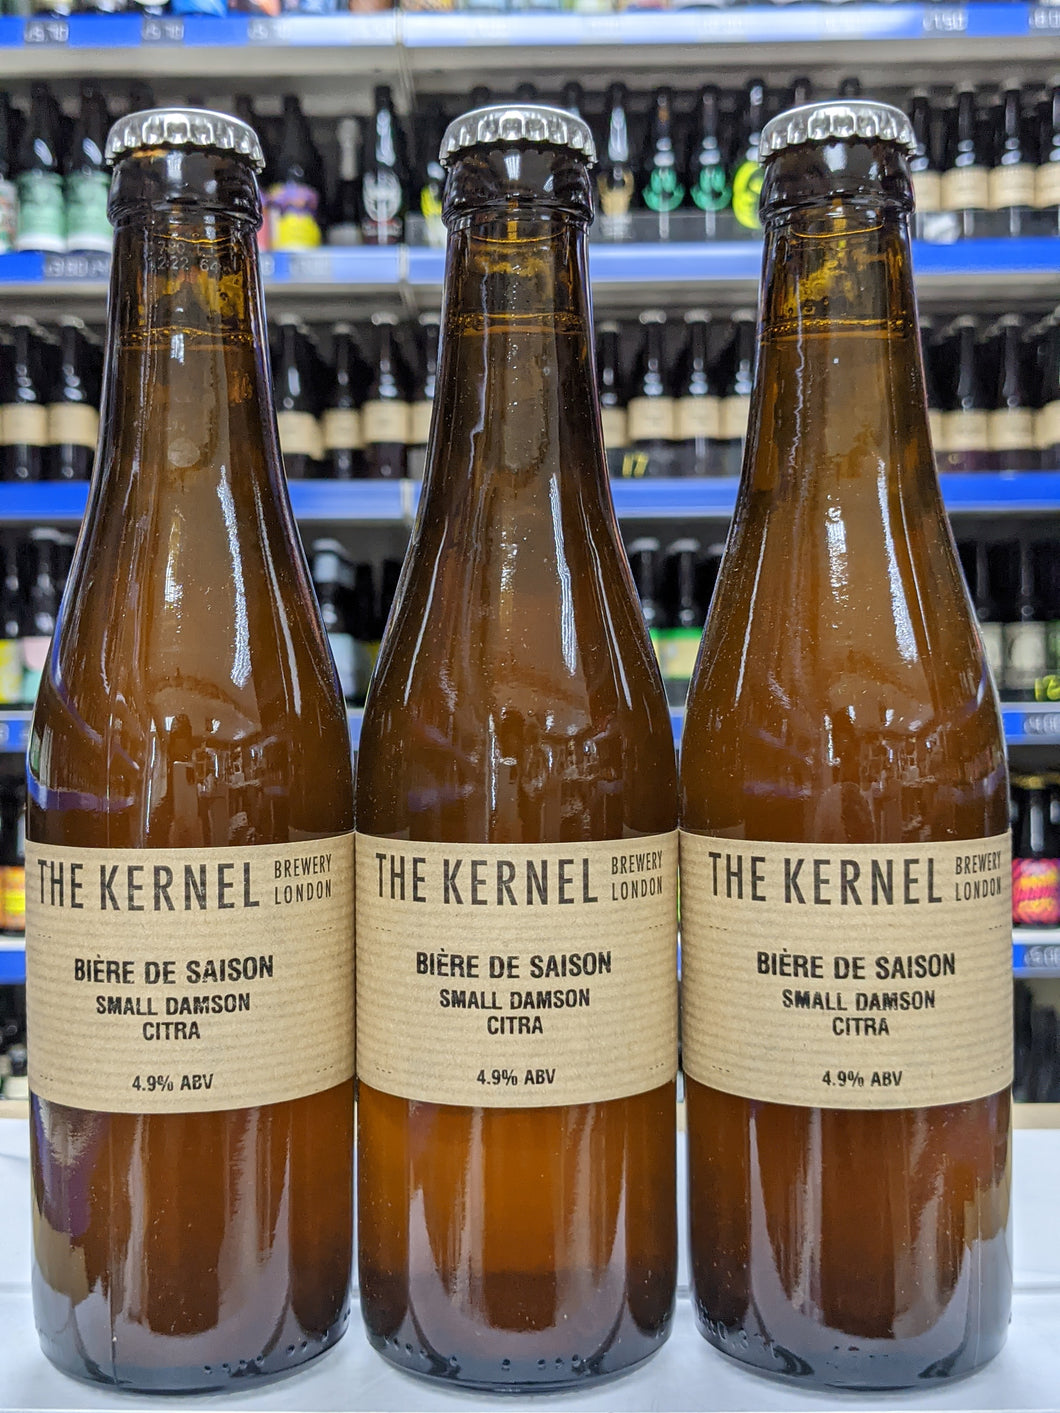 THE KERNEL BREWERY LONDON
BIÈRE DE SAISON
SMALL DAMSON
CITRA
4.9% ABV
THE KERNEL BREWERY LONDON
BIÈRE DE SAISON
SMALL DAMSON
CITRA
4.9% ABV
THE KERNEL BREWERY LONDON
BIÈRE DE SAISON
SMALL DAMSON
CITRA
4.9% ABV
17